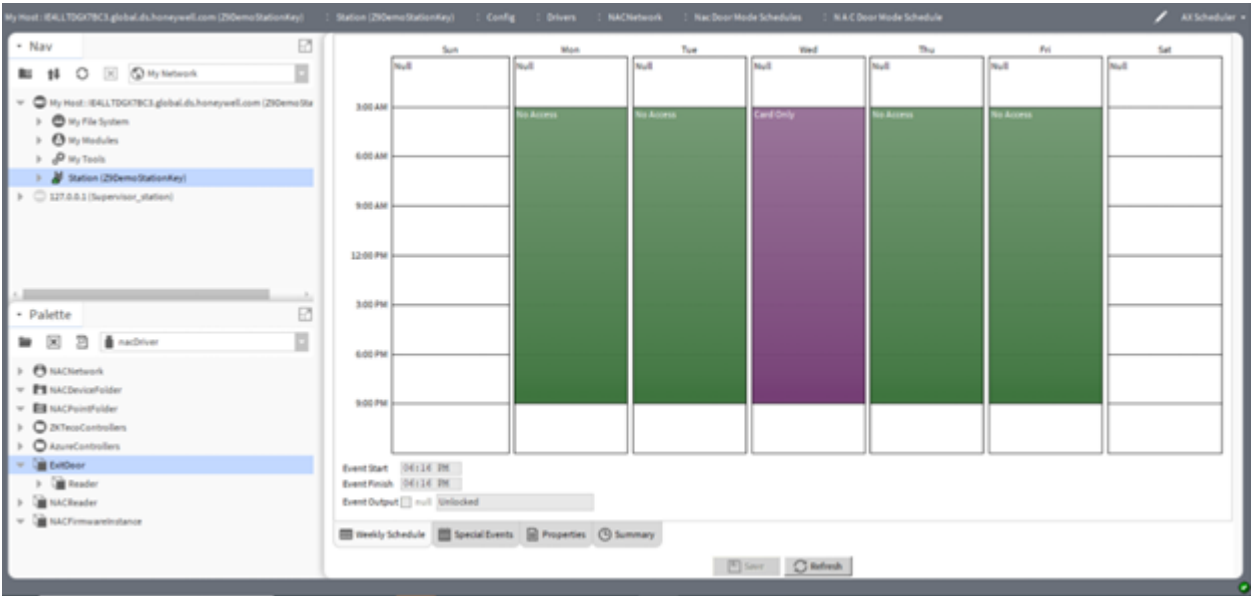 My Host : IE4LLTDGX7BC3.global.ds.honeywell.com (Z9DemoStationKey) : Station (Z9DemoStationKey) : Config : Drivers : NACNetwork : Nac Door Mode Schedules : N A C Door Mode Schedule AX Scheduler
Nav
My Network
My Host : IE4LLTDGX7BC3.global.ds.honeywell.com (Z9DemoSta
My File System
My Modules
My Tools
Station (Z9DemoStationKey)
127.0.0.1 (Supervisor_station)
Palette
nacDriver
NACNetwork
NACDeviceFolder
NACPointFolder
ZKTecoControllers
AzureControllers
ExitDoor
Reader
NACReader
NACFirmwareInstance
Sun Mon Tue Wed Thu Fri Sat
Null Null Null Null Null Null Null
3:00 AM
No Access No Access Card Only No Access No Access
6:00 AM
9:00 AM
12:00 PM
3:00 PM
6:00 PM
9:00 PM
Event Start 06:16 PM
Event Finish 06:16 PM
Event Output null Unlocked
Weekly Schedule Special Events Properties Summary
Save Refresh